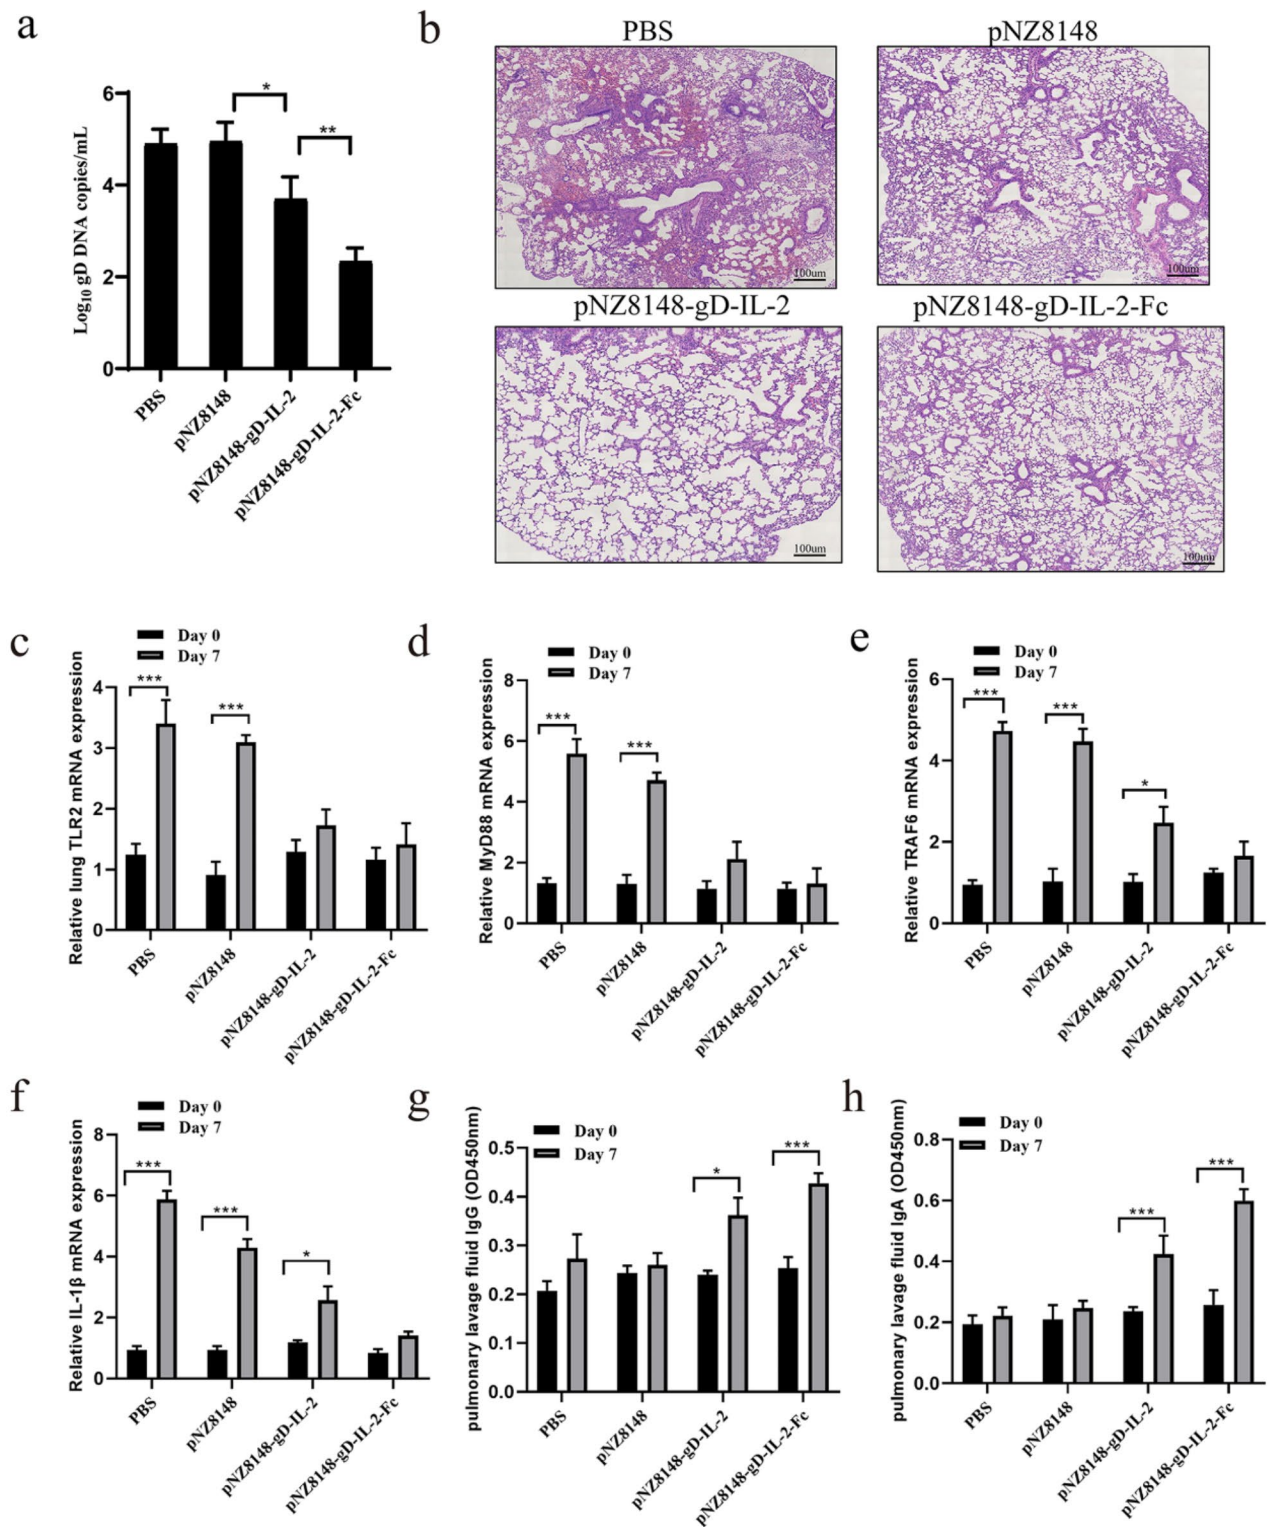 a
6
4
2
0
Log10 gD DNA copies/mL
*
**
PBS
pNZ8148
pNZ8148-gD-IL-2
pNZ8148-gD-IL-2-Fc
b
PBS
pNZ8148
100um
100um
pNZ8148-gD-IL-2
pNZ8148-gD-IL-2-Fc
100um
100um
c
Day 0
Day 7
Relative lung TLR2 mRNA expression
4
3
2
1
0
***
***
PBS
pNZ8148
pNZ8148-gD-IL-2
pNZ8148-gD-IL-2-Fc
d
Day 0
Day 7
Relative MyD88 mRNA expression
8
6
4
2
0
***
***
PBS
pNZ8148
pNZ8148-gD-IL-2
pNZ8148-gD-IL-2-Fc
e
Day 0
Day 7
Relative TRAF6 mRNA expression
6
4
2
0
***
***
*
PBS
pNZ8148
pNZ8148-gD-IL-2
pNZ8148-gD-IL-2-Fc
f
Day 0
Day 7
Relative IL-1β mRNA expression
8
6
4
2
0
***
***
*
PBS
pNZ8148
pNZ8148-gD-IL-2
pNZ8148-gD-IL-2-Fc
g
Day 0
Day 7
pulmonary lavage fluid IgG (OD450nm)
0.5
0.4
0.3
0.2
0.1
0.0
*
***
PBS
pNZ8148
pNZ8148-gD-IL-2
pNZ8148-gD-IL-2-Fc
h
Day 0
Day 7
pulmonary lavage fluid IgA (OD450nm)
0.8
0.6
0.4
0.2
0.0
***
***
PBS
pNZ8148
pNZ8148-gD-IL-2
pNZ8148-gD-IL-2-Fc